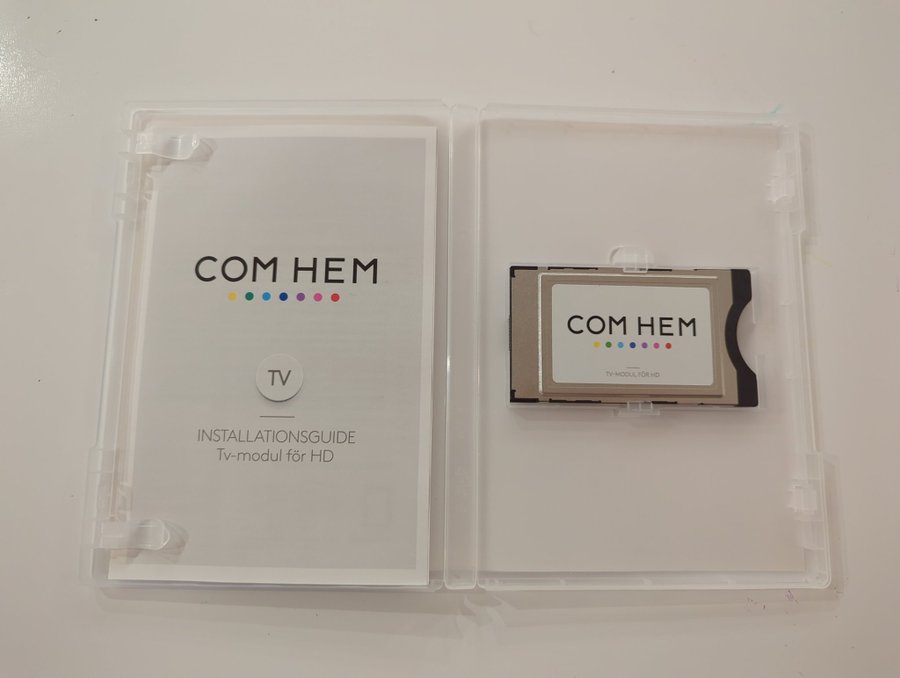 COM HEM
TV
INSTALLATIONSGUIDE
Tv-modul för HD
COM HEM
TV-MODUL FÖR HD